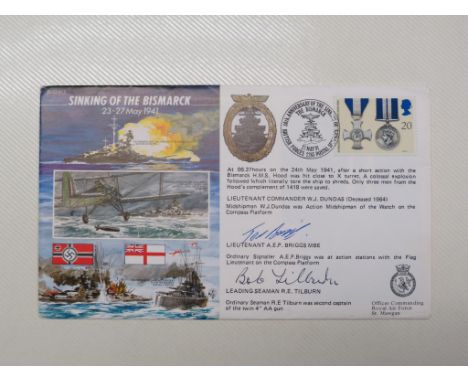 SINKING OF THE BISMARCK
23-27 May 1941
20
At 06.27hours on the 24th May 1941, after a short action with the
Bismarck H.M.S. Hood was hit close to X turret. A colossal explosion
followed which literally tore the ship to shreds. Only three men from the
Hood's complement of 1419 were saved.
LIEUTENANT COMMANDER W.J. DUNDAS (Deceased 1964)
Midshipman W.J. Dundas was Action Midshipman of the Watch on the
Compass Platform
LIEUTENANT A.E.P. BRIGGS MBE
Ordinary Signaller A.E.P. Briggs was at action stations with the Flag
Lieutenant on the Compass Platform
Bob Tilburn
LEADING SEAMAN R.E. TILBURN
Ordinary Seaman R.E Tilburn was second captain
of the twin 4" AA gun
Officer Commanding
Royal Air Force
St. Mawgan